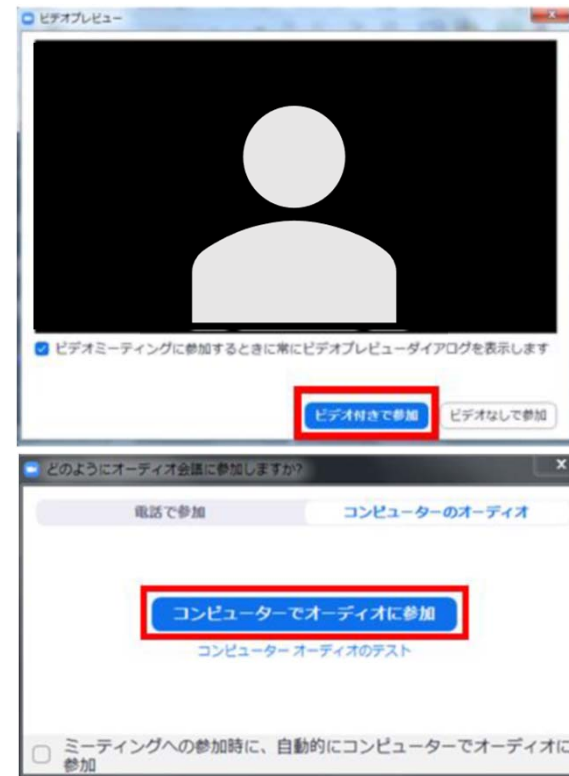 ビデオプレビュー
ビデオミーティングに参加するときに常にビデオプレビューダイアログを表示します
ビデオ付きで参加
ビデオなしで参加
どのようにオーディオ会議に参加しますか?
電話で参加
コンピューターのオーディオ
コンピューターでオーディオに参加
コンピューター オーディオのテスト
ミーティングへの参加時に、自動的にコンピューターでオーディオに
参加